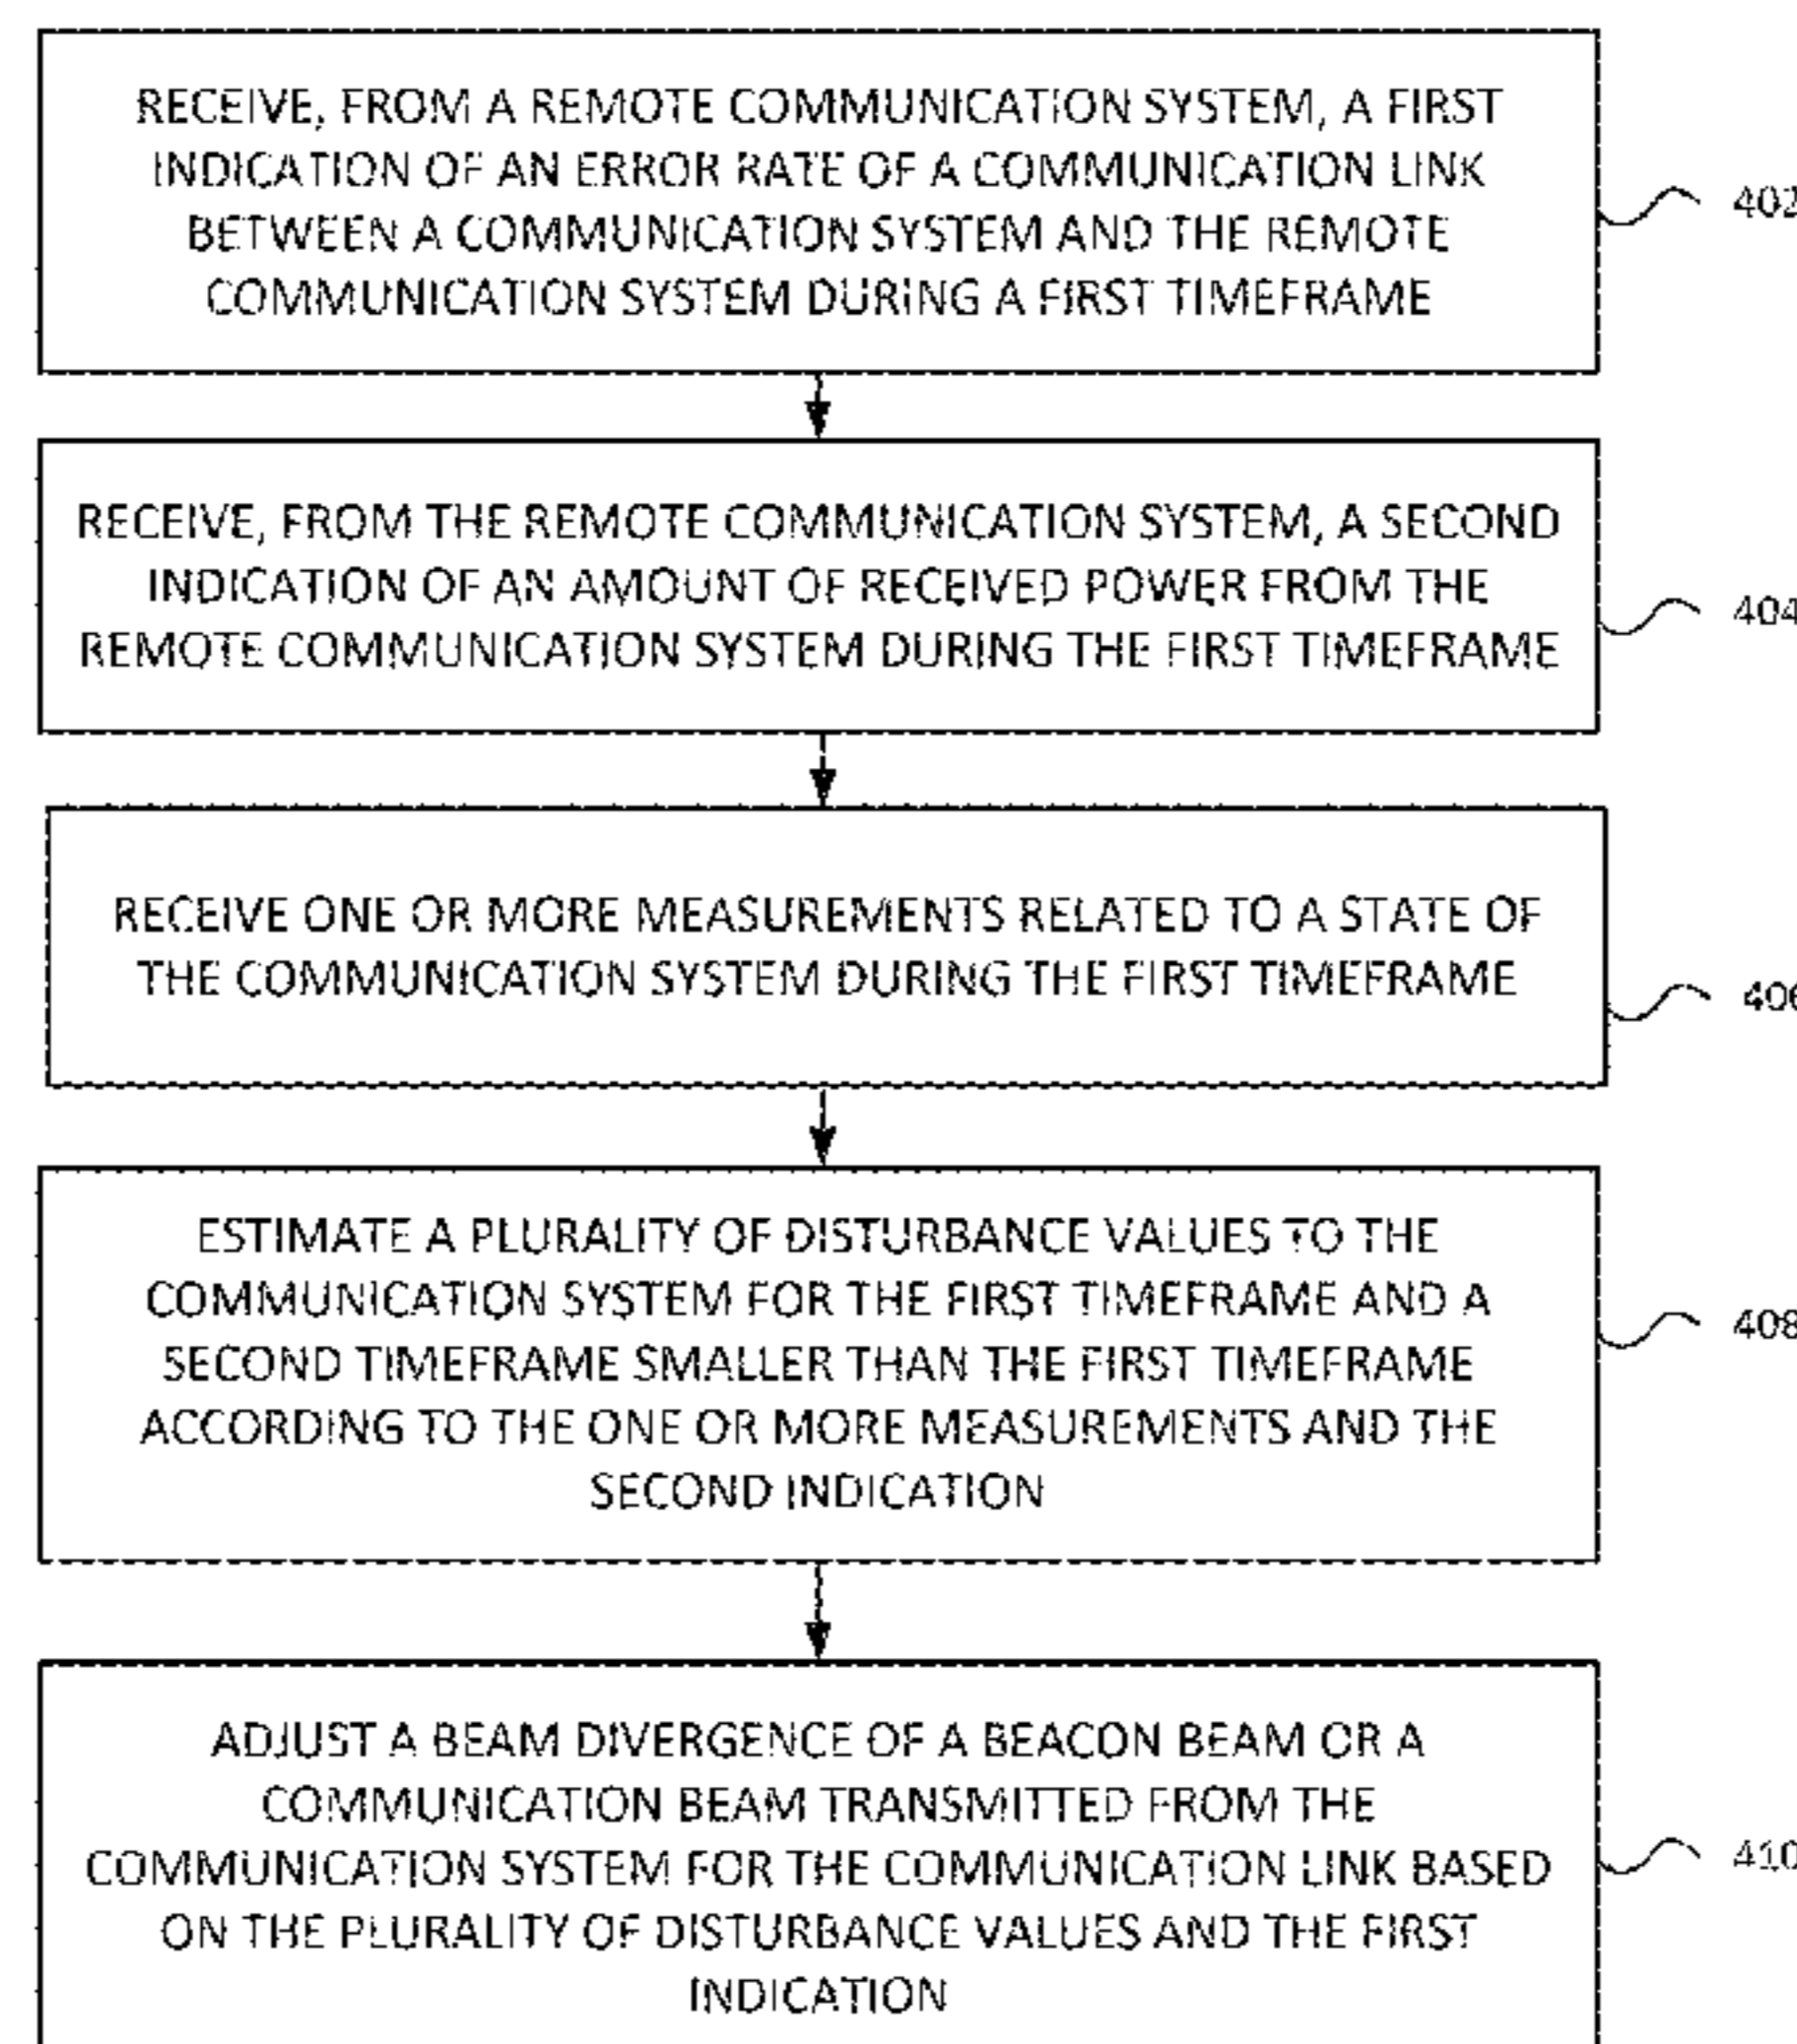 RECEIVE, FROM A REMOTE COMMUNICATION SYSTEM, A FIRST
INDICATION OF AN ERROR RATE OF A COMMUNICATION LINK
BETWEEN A COMMUNICATION SYSTEM AND THE REMOTE
COMMUNICATION SYSTEM DURING A FIRST TIMEFRAME
402
RECEIVE, FROM THE REMOTE COMMUNICATION SYSTEM, A SECOND
INDICATION OF AN AMOUNT OF RECEIVED POWER FROM THE
REMOTE COMMUNICATION SYSTEM DURING THE FIRST TIMEFRAME
404
RECEIVE ONE OR MORE MEASUREMENTS RELATED TO A STATE OF
THE COMMUNICATION SYSTEM DURING THE FIRST TIMEFRAME
406
ESTIMATE A PLURALITY OF DISTURBANCE VALUES TO THE
COMMUNICATION SYSTEM FOR THE FIRST TIMEFRAME AND A
SECOND TIMEFRAME SMALLER THAN THE FIRST TIMEFRAME
ACCORDING TO THE ONE OR MORE MEASUREMENTS AND THE
SECOND INDICATION
408
ADJUST A BEAM DIVERGENCE OF A BEACON BEAM OR A
COMMUNICATION BEAM TRANSMITTED FROM THE
COMMUNICATION SYSTEM FOR THE COMMUNICATION LINK BASED
ON THE PLURALITY OF DISTURBANCE VALUES AND THE FIRST
INDICATION
410